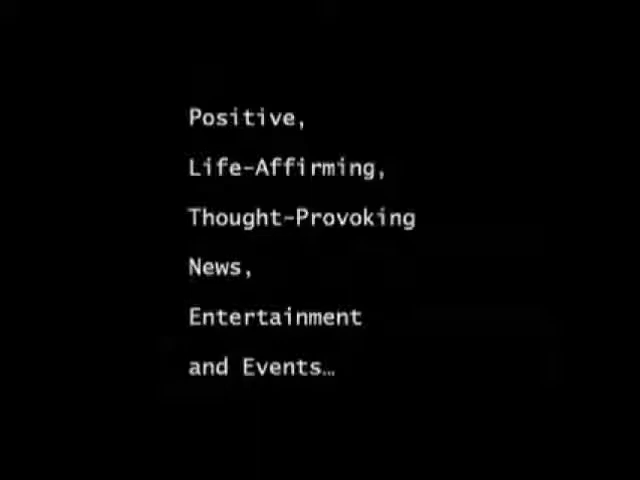 Positive,
Life-Affirming,
Thought-Provoking
News,
Entertainment
and Events…